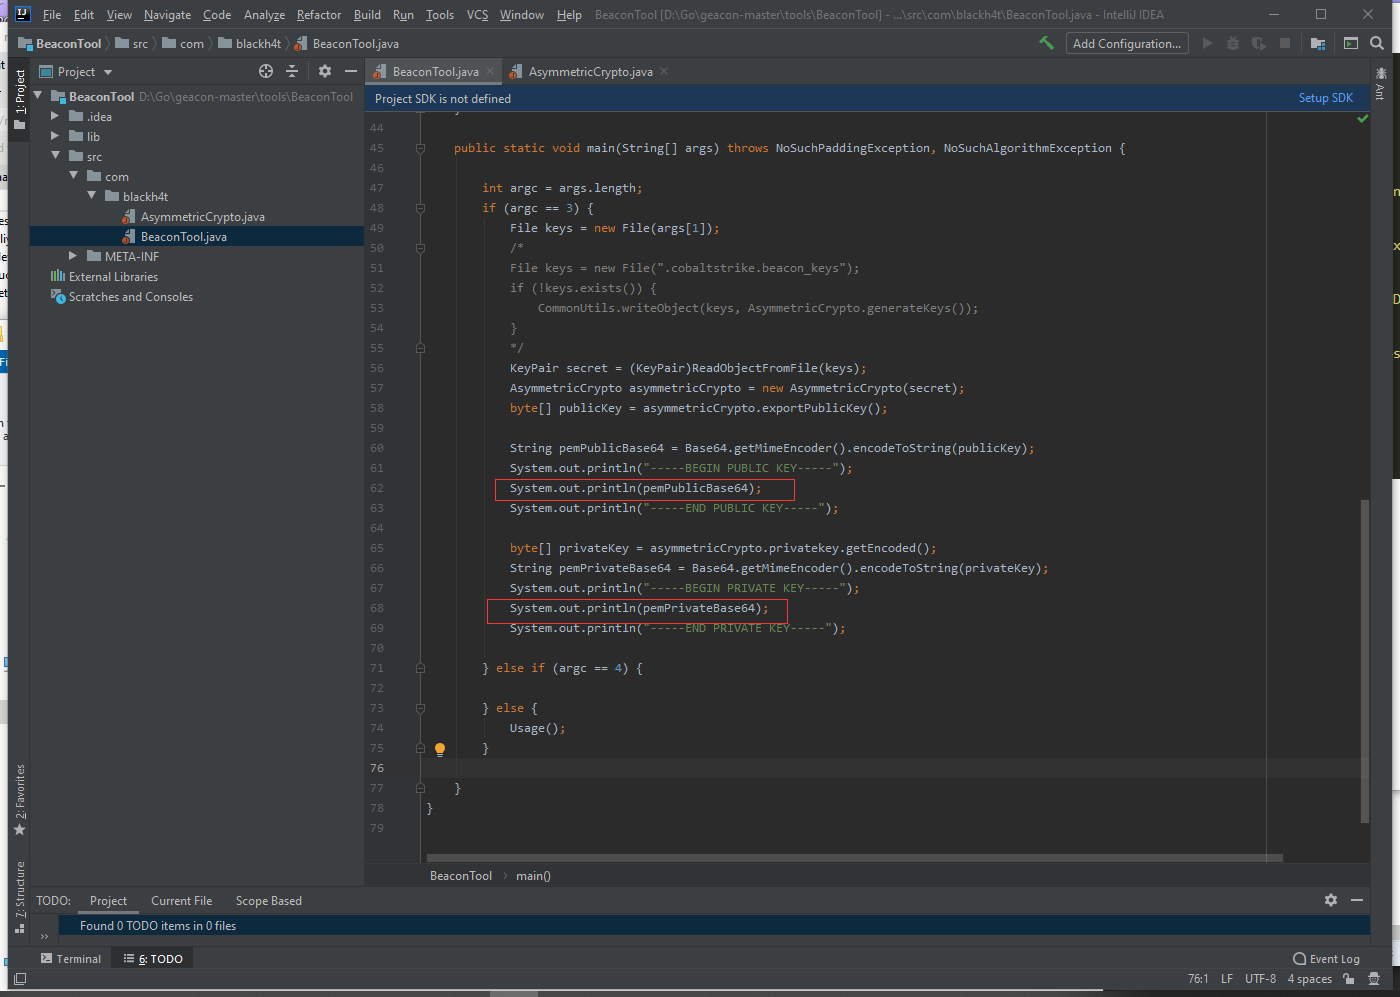 File Edit View Navigate Code Analyze Refactor Build Run Tools VCS Window Help BeaconTool [D:\Go\geacon-master\tools\BeaconTool] - ...\src\com\blackh4t\BeaconTool.java - IntelliJ IDEA
BeaconTool src com blackh4t BeaconTool.java Add Configuration...
Project
BeaconTool.java
AsymmetricCrypto.java
1: Project
Ant
Project SDK is not defined Setup SDK
BeaconTool D:\Go\geacon-master\tools\BeaconTool
.idea
lib
src
com
blackh4t
AsymmetricCrypto.java
BeaconTool.java
META-INF
External Libraries
Scratches and Consoles
44
45 public static void main(String[] args) throws NoSuchPaddingException, NoSuchAlgorithmException {
46
47 int argc = args.length;
48 if (argc == 3) {
49 File keys = new File(args[1]);
50 /*
51 File keys = new File(".cobaltstrike.beacon_keys");
52 if (!keys.exists()) {
53 CommonUtils.writeObject(keys, AsymmetricCrypto.generateKeys());
54 }
55 */
56 KeyPair secret = (KeyPair)ReadObjectFromFile(keys);
57 AsymmetricCrypto asymmetricCrypto = new AsymmetricCrypto(secret);
58 byte[] publicKey = asymmetricCrypto.exportPublicKey();
59
60 String pemPublicBase64 = Base64.getMimeEncoder().encodeToString(publicKey);
61 System.out.println("-----BEGIN PUBLIC KEY-----");
62 System.out.println(pemPublicBase64);
63 System.out.println("-----END PUBLIC KEY-----");
64
65 byte[] privateKey = asymmetricCrypto.privatekey.getEncoded();
66 String pemPrivateBase64 = Base64.getMimeEncoder().encodeToString(privateKey);
67 System.out.println("-----BEGIN PRIVATE KEY-----");
68 System.out.println(pemPrivateBase64);
69 System.out.println("-----END PRIVATE KEY-----");
70
71 } else if (argc == 4) {
72
73 } else {
74 Usage();
75 }
76
77 }
78 }
79
2: Favorites
7: Structure
BeaconTool main()
TODO: Project Current File Scope Based
Found 0 TODO items in 0 files
Terminal 6: TODO Event Log
76:1 LF UTF-8 4 spaces